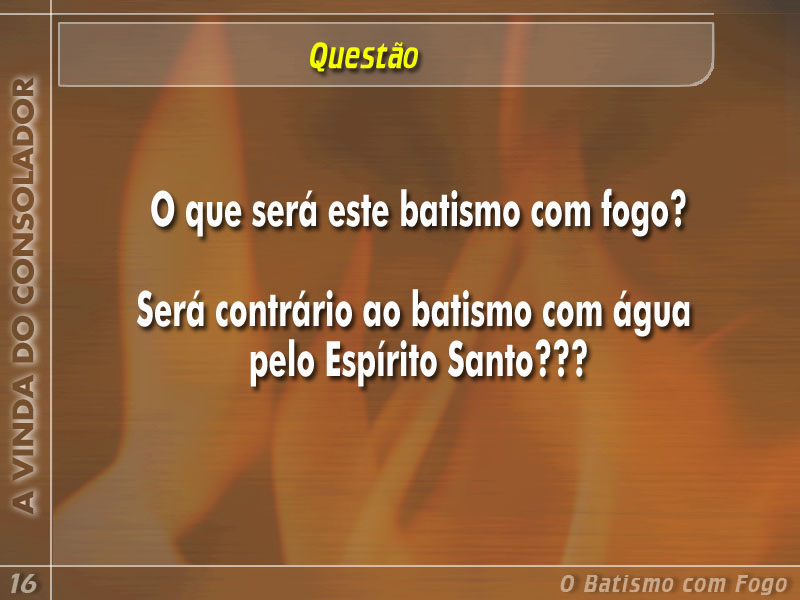 Questão
O que será este batismo com fogo?
Será contrário ao batismo com água
pelo Espírito Santo???
A VINDA DO CONSOLADOR
16
O Batismo com Fogo